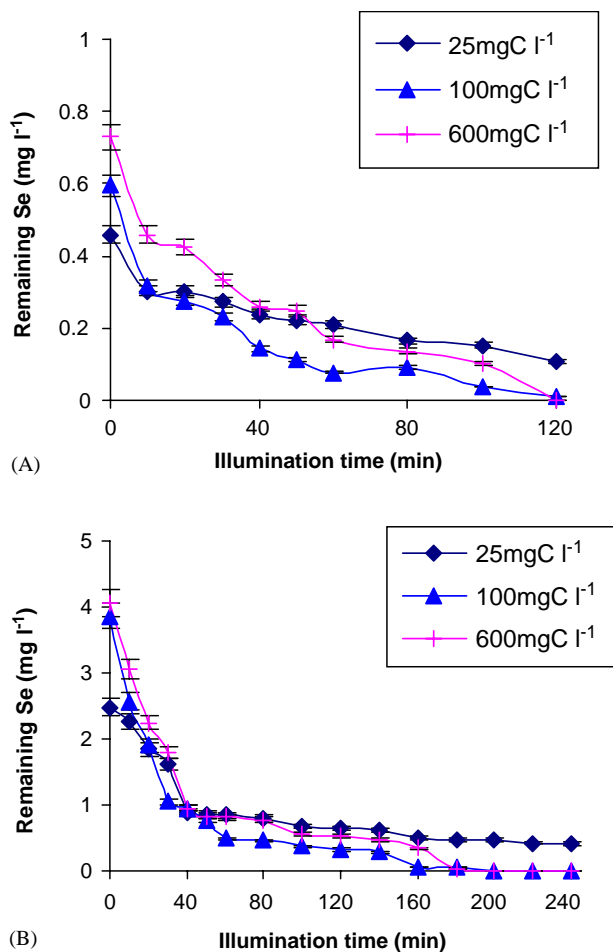 25mgC l⁻¹
100mgC l⁻¹
600mgC l⁻¹
1
0.8
0.6
0.4
0.2
0
Remaining Se (mg l⁻¹)
0 40 80 120
(A)
Illumination time (min)
25mgC l⁻¹
100mgC l⁻¹
600mgC l⁻¹
5
4
3
2
1
0
Remaining Se (mg l⁻¹)
0 40 80 120 160 200 240
(B)
Illumination time (min)